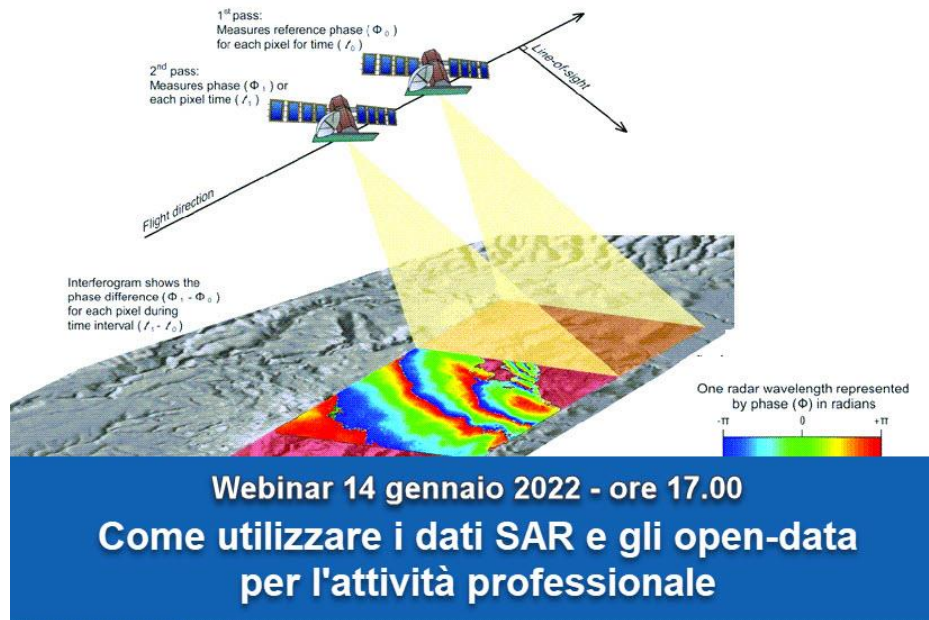 1st pass:
Measures reference phase (Φ0)
for each pixel for time (t0)
2nd pass:
Measures phase (Φ1) or
each pixel time (t1)
Line-of-sight
Flight direction
Interferogram shows the
phase difference (Φ1 - Φ0)
for each pixel during
time interval (t1 - t0)
One radar wavelength represented
by phase (Φ) in radians
-π 0 +π
Webinar 14 gennaio 2022 - ore 17.00
Come utilizzare i dati SAR e gli open-data
per l'attività professionale